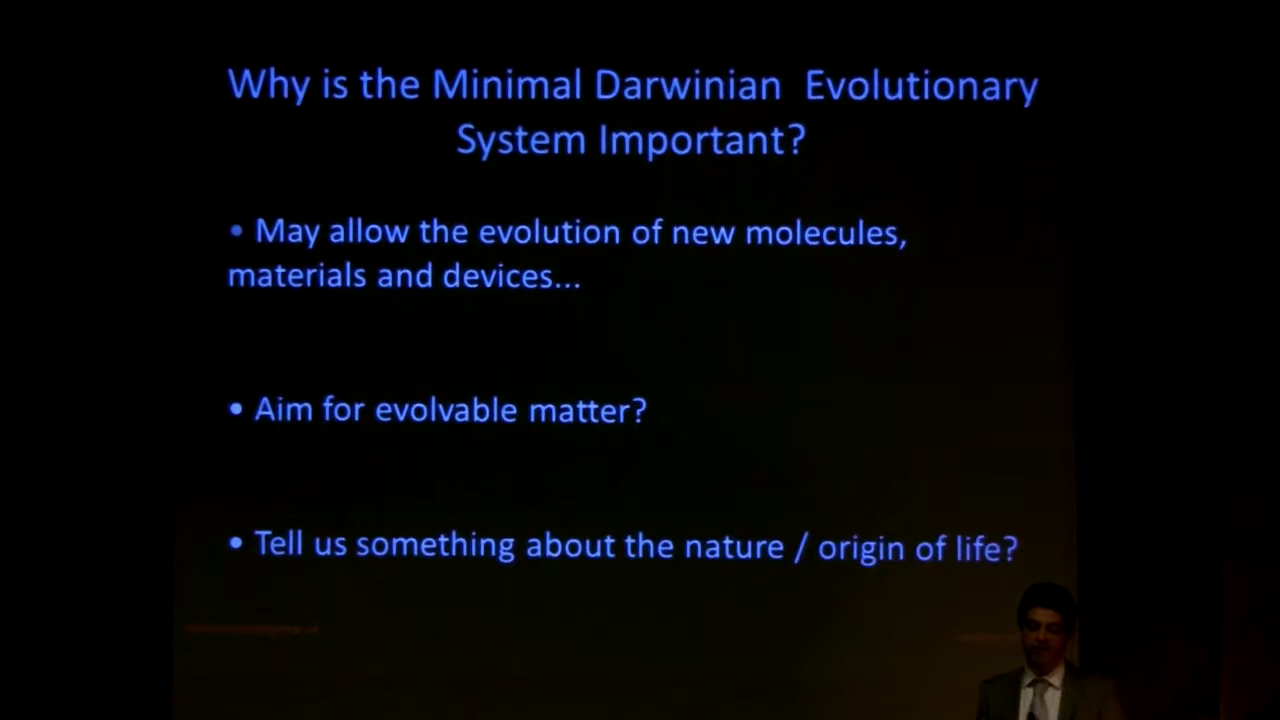 Why is the Minimal Darwinian Evolutionary
System Important?
• May allow the evolution of new molecules,
materials and devices...
• Aim for evolvable matter?
• Tell us something about the nature / origin of life?